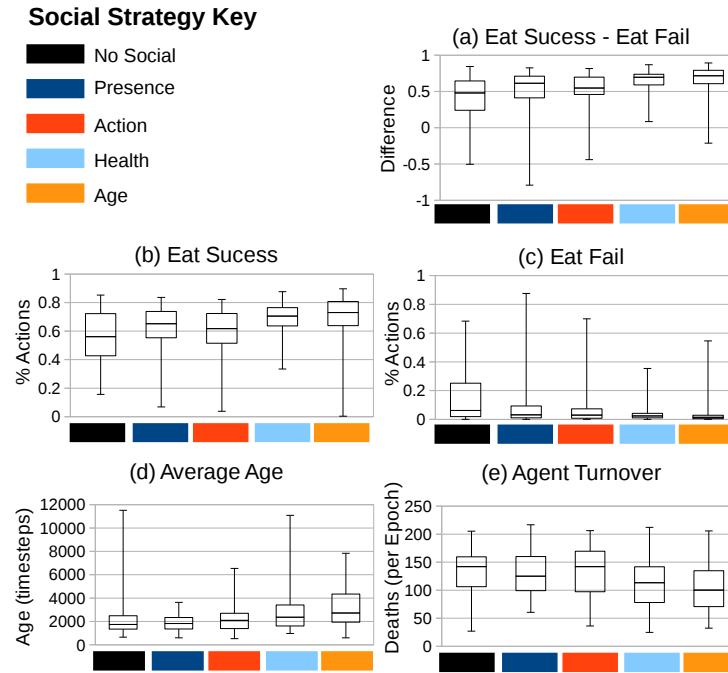 Social Strategy Key
No Social
Presence
Action
Health
Age
(a) Eat Sucess - Eat Fail
Difference
1
0.5
0
-0.5
-1
(b) Eat Sucess
% Actions
1
0.8
0.6
0.4
0.2
0
(c) Eat Fail
% Actions
1
0.8
0.6
0.4
0.2
0
(d) Average Age
Age (timesteps)
12000
10000
8000
6000
4000
2000
0
(e) Agent Turnover
Deaths (per Epoch)
250
200
150
100
50
0